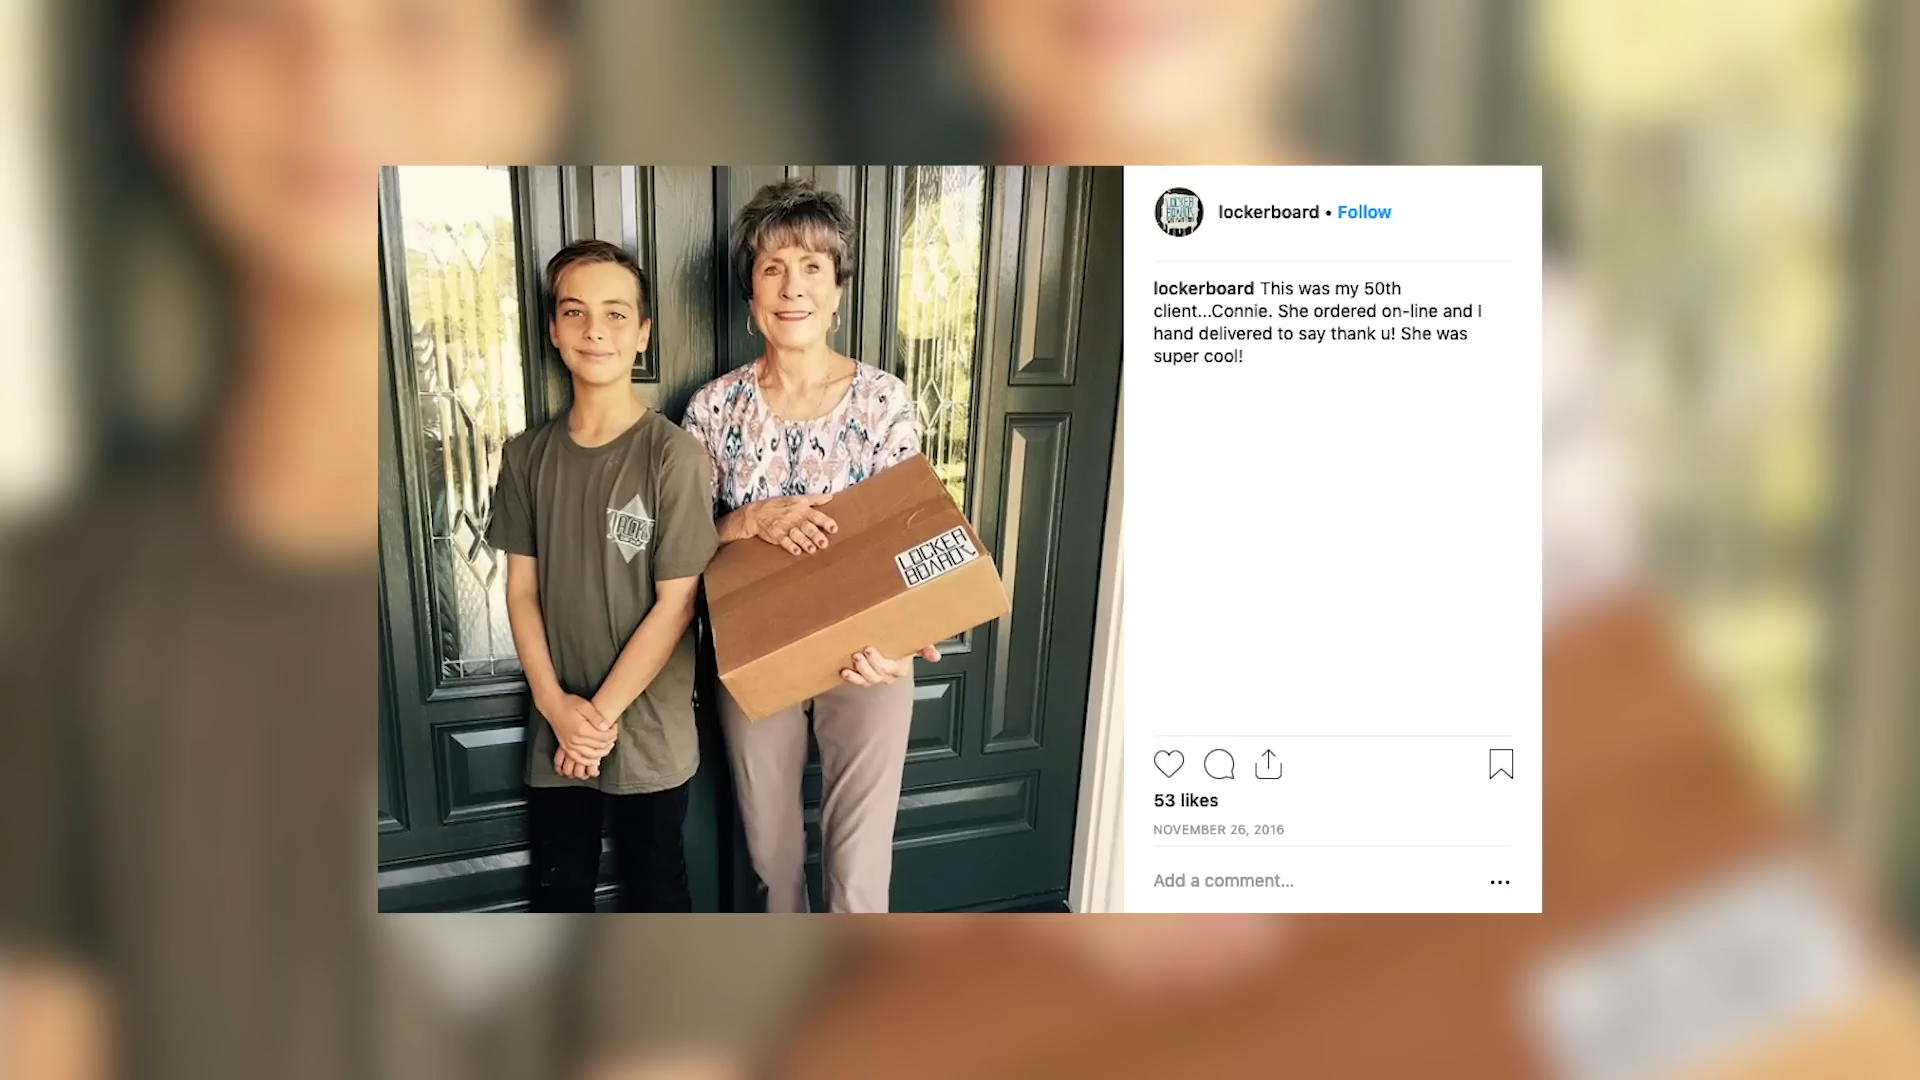 lockerboard • Follow
lockerboard This was my 50th
client...Connie. She ordered on-line and I
hand delivered to say thank u! She was
super cool!
LOCKER
BOARD
53 likes
NOVEMBER 26, 2016
Add a comment...